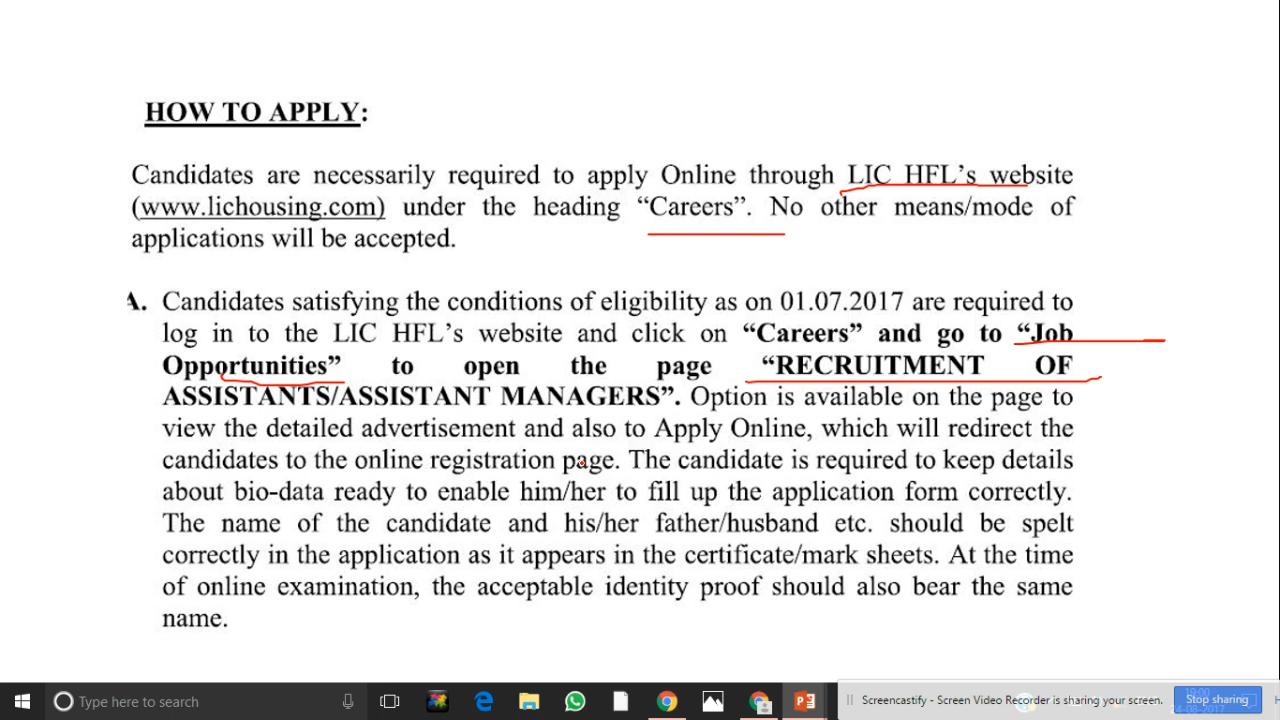 HOW TO APPLY:
Candidates are necessarily required to apply Online through LIC HFL’s website
(www.lichousing.com) under the heading “Careers”. No other means/mode of
applications will be accepted.
A. Candidates satisfying the conditions of eligibility as on 01.07.2017 are required to
log in to the LIC HFL’s website and click on “Careers” and go to “Job
Opportunities” to open the page “RECRUITMENT OF
ASSISTANTS/ASSISTANT MANAGERS”. Option is available on the page to
view the detailed advertisement and also to Apply Online, which will redirect the
candidates to the online registration page. The candidate is required to keep details
about bio-data ready to enable him/her to fill up the application form correctly.
The name of the candidate and his/her father/husband etc. should be spelt
correctly in the application as it appears in the certificate/mark sheets. At the time
of online examination, the acceptable identity proof should also bear the same
name.
Type here to search
Screencastify - Screen Video Recorder is sharing your screen.
Stop sharing
19:00
24-08-2017